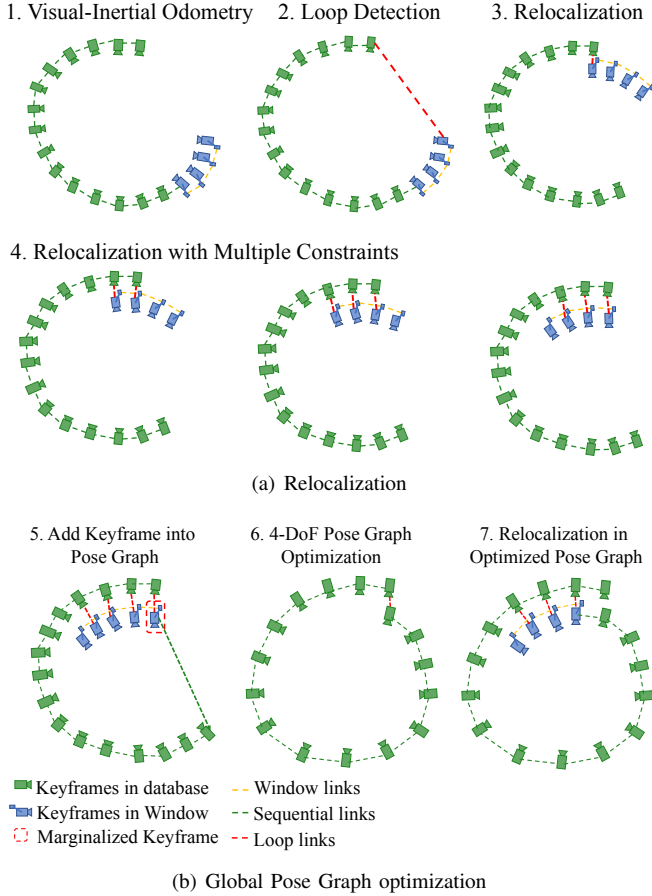 1. Visual-Inertial Odometry
2. Loop Detection
3. Relocalization
4. Relocalization with Multiple Constraints
(a) Relocalization
5. Add Keyframe into
Pose Graph
6. 4-DoF Pose Graph
Optimization
7. Relocalization in
Optimized Pose Graph
Keyframes in database
Keyframes in Window
Marginalized Keyframe
Window links
Sequential links
Loop links
(b) Global Pose Graph optimization